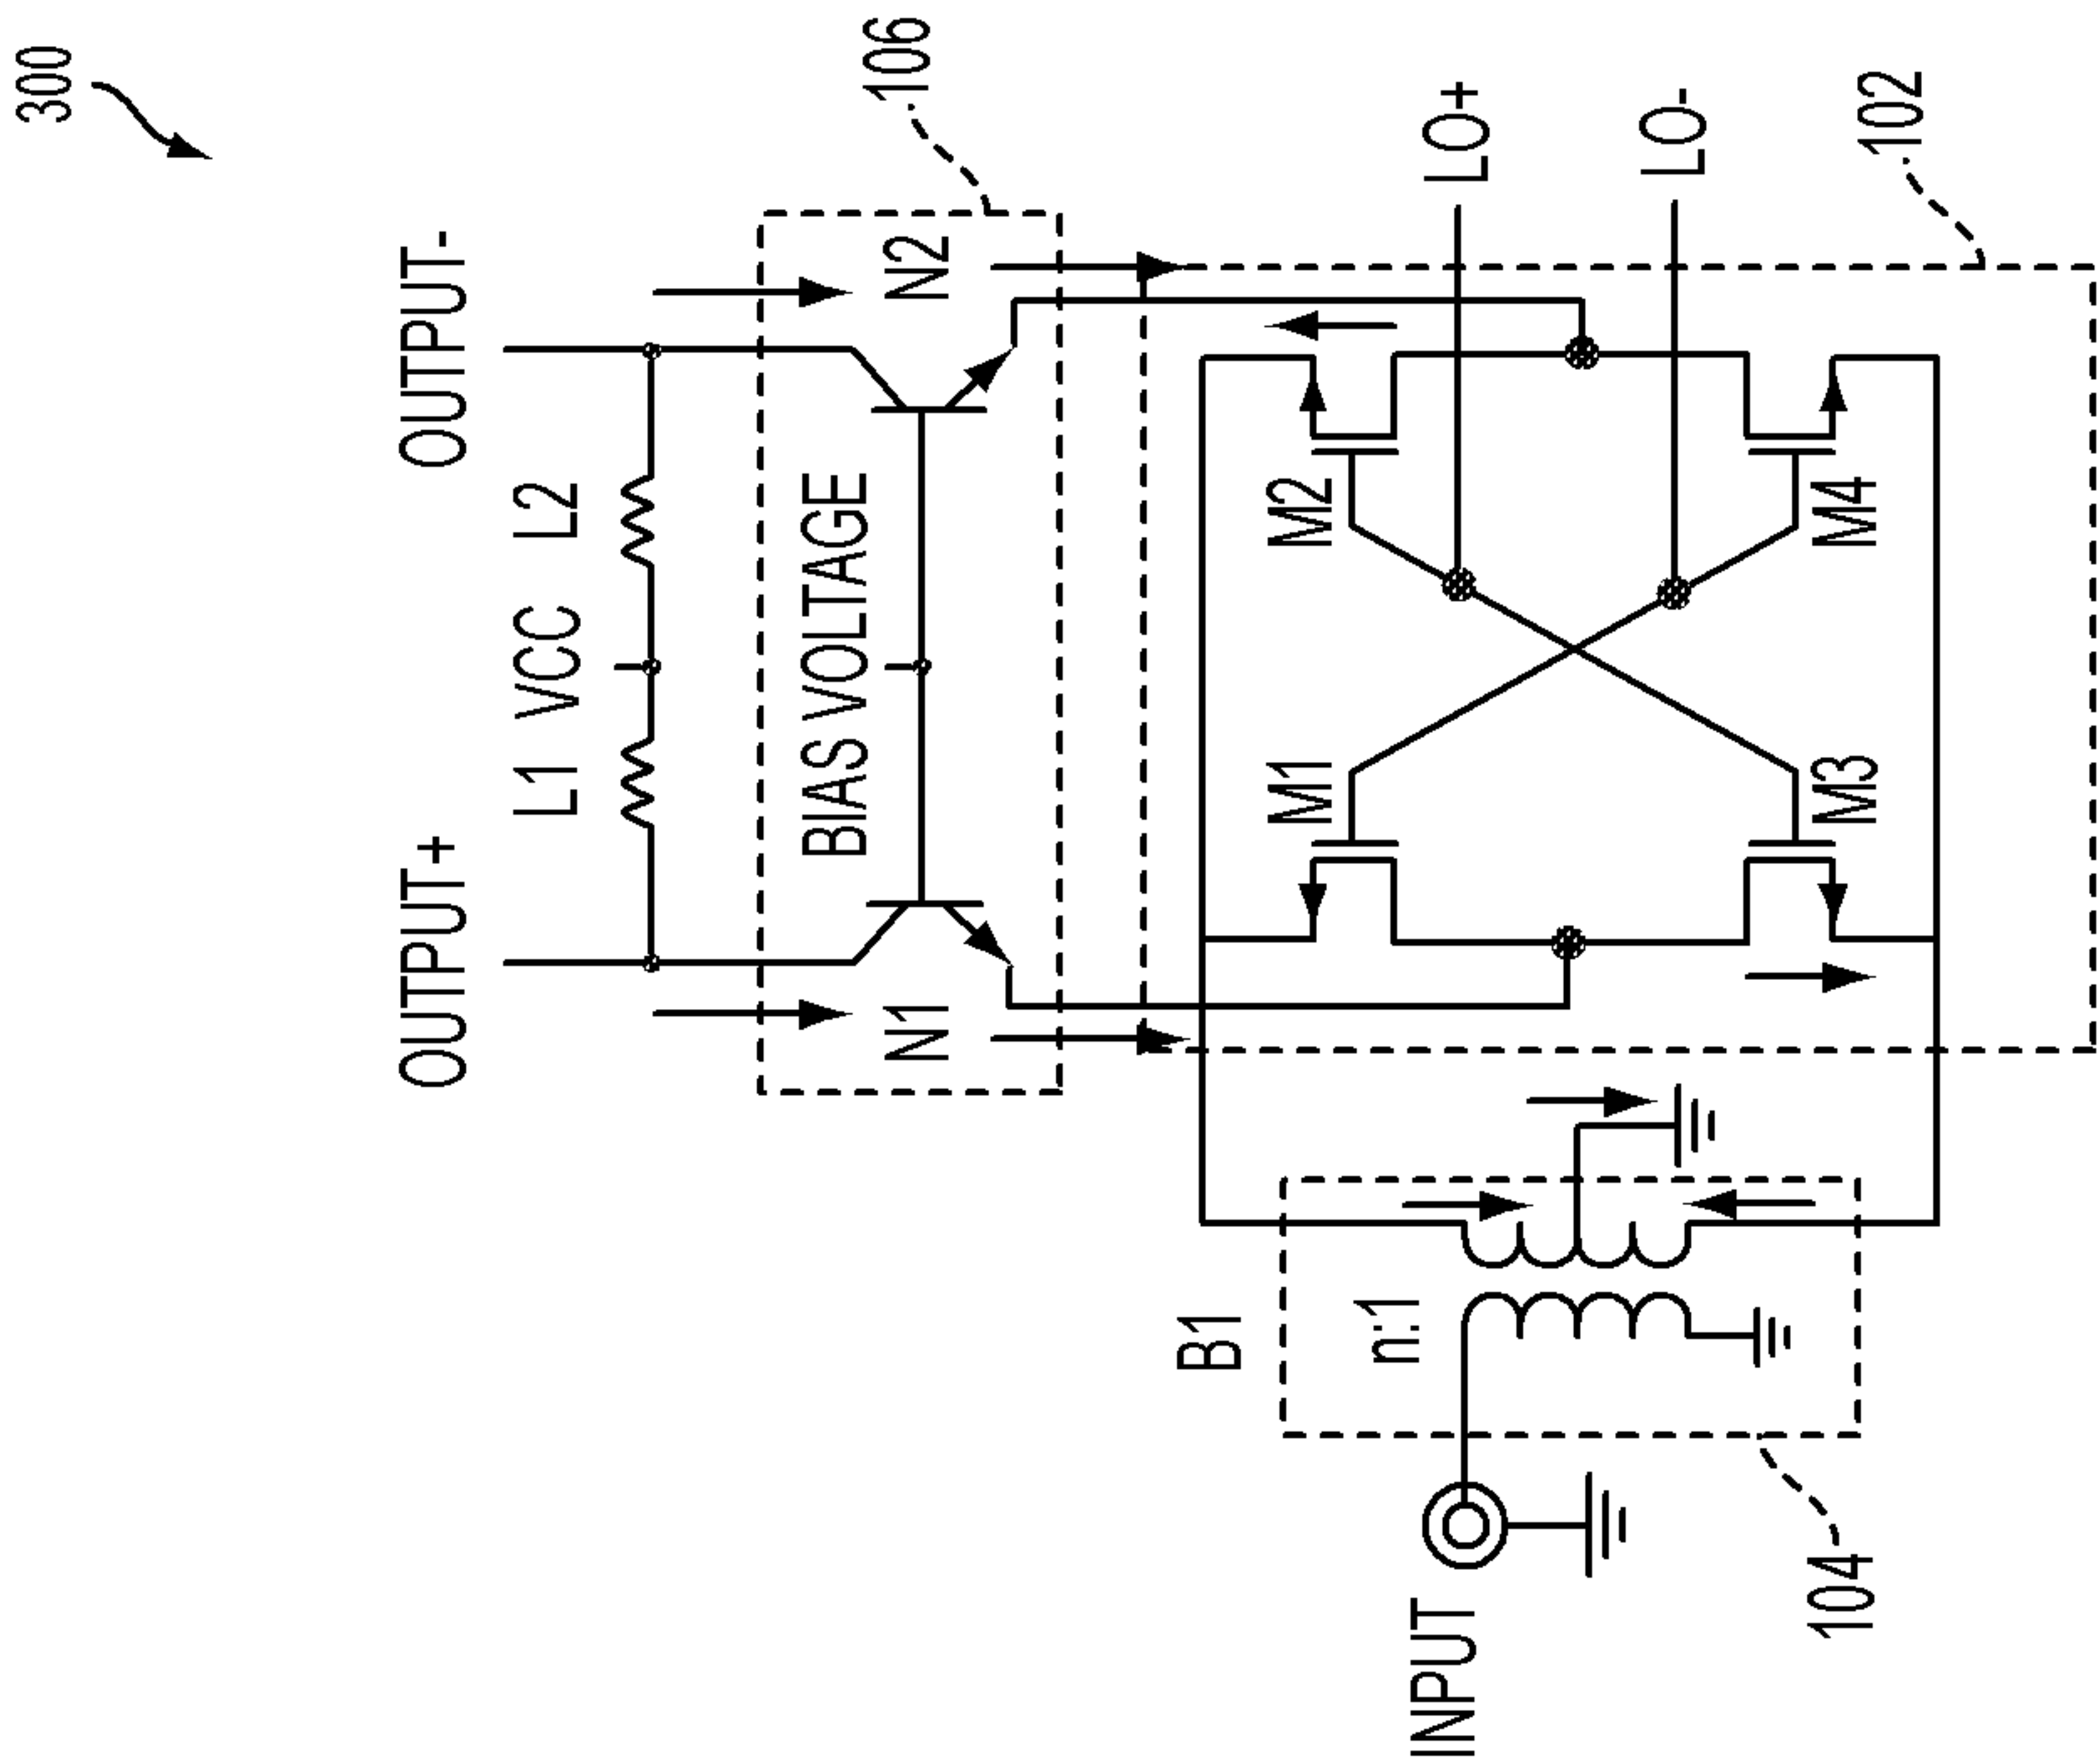 300
OUTPUT+
OUTPUT-
L1
VCC
L2
106
BIAS VOLTAGE
N1
N2
LO+
LO-
102
M1
M2
M3
M4
B1
n:1
INPUT
104